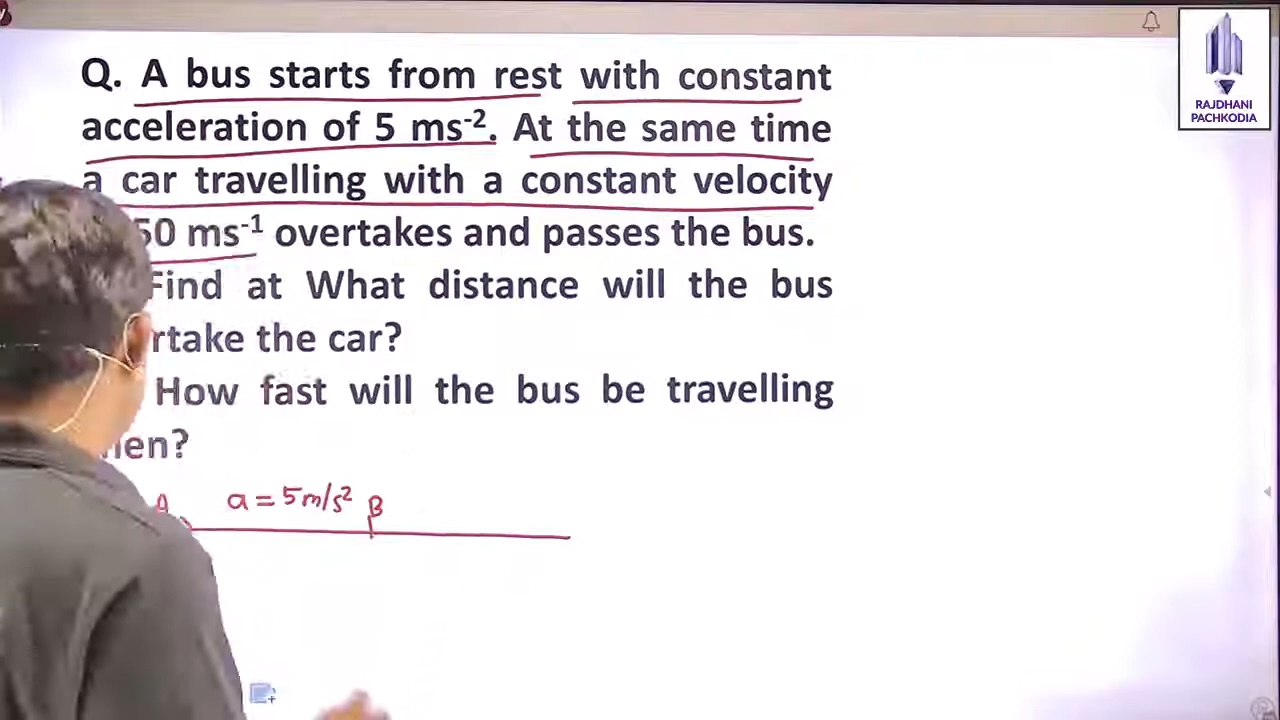 Q. A bus starts from rest with constant
acceleration of 5 ms⁻². At the same time
a car travelling with a constant velocity
50 ms⁻¹ overtakes and passes the bus.
Find at What distance will the bus
rtake the car?
How fast will the bus be travelling
hen?
a = 5m/s² B
RAJDHANI
PACHKODIA